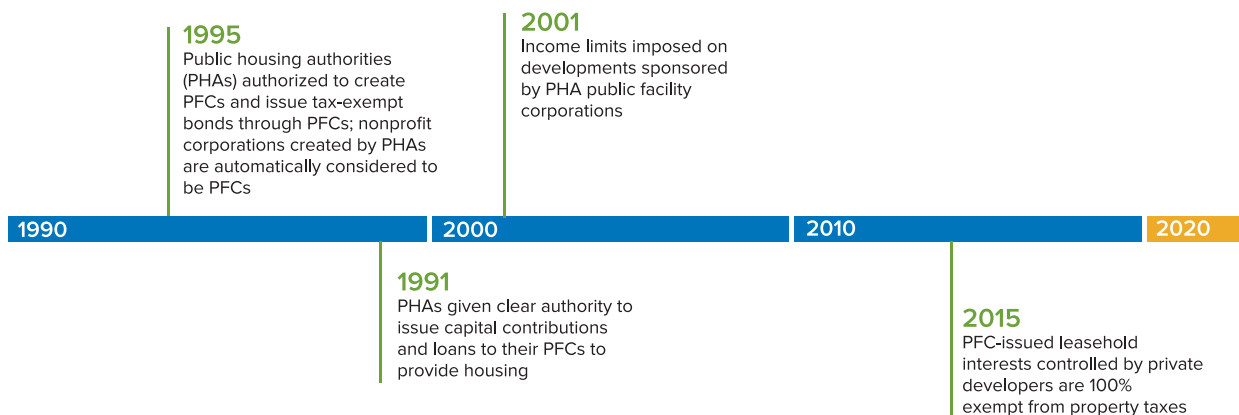 1995
Public housing authorities
(PHAs) authorized to create
PFCs and issue tax-exempt
bonds through PFCs; nonprofit
corporations created by PHAs
are automatically considered to
be PFCs
2001
Income limits imposed on
developments sponsored
by PHA public facility
corporations
1990
2000
2010
2020
1991
PHAs given clear authority to
issue capital contributions
and loans to their PFCs to
provide housing
2015
PFC-issued leasehold
interests controlled by private
developers are 100%
exempt from property taxes